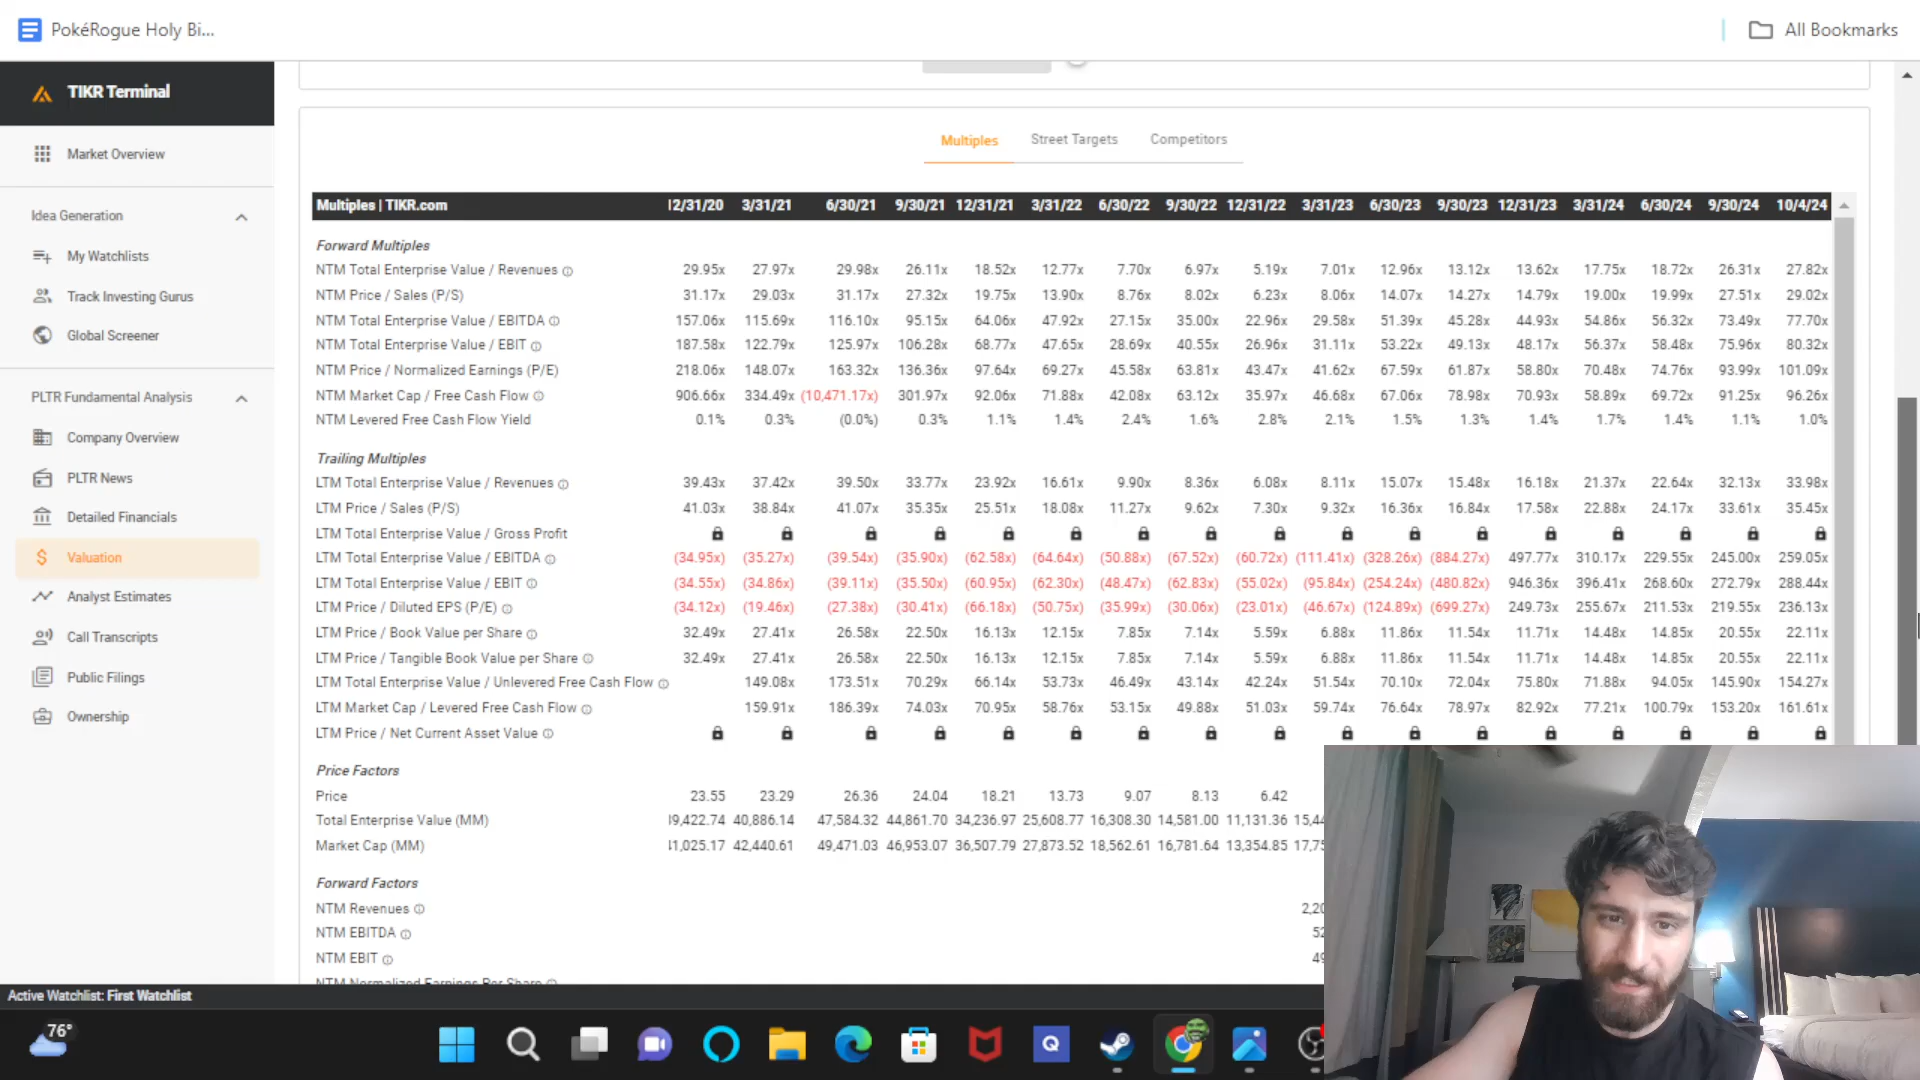 PokéRogue Holy Bi...
All Bookmarks
TIKR Terminal
Market Overview
Idea Generation
My Watchlists
Track Investing Gurus
Global Screener
PLTR Fundamental Analysis
Company Overview
PLTR News
Detailed Financials
Valuation
Analyst Estimates
Call Transcripts
Public Filings
Ownership
Multiples Street Targets Competitors
Multiples | TIKR.com 12/31/20 3/31/21 6/30/21 9/30/21 12/31/21 3/31/22 6/30/22 9/30/22 12/31/22 3/31/23 6/30/23 9/30/23 12/31/23 3/31/24 6/30/24 9/30/24 10/4/24
Forward Multiples
NTM Total Enterprise Value / Revenues 29.95x 27.97x 29.98x 26.11x 18.52x 12.77x 7.70x 6.97x 5.19x 7.01x 12.96x 13.12x 13.62x 17.75x 18.72x 26.31x 27.82x
NTM Price / Sales (P/S) 31.17x 29.03x 31.17x 27.32x 19.75x 13.90x 8.76x 8.02x 6.23x 8.06x 14.07x 14.27x 14.79x 19.00x 19.99x 27.51x 29.02x
NTM Total Enterprise Value / EBITDA 157.06x 115.69x 116.10x 95.15x 64.06x 47.92x 27.15x 35.00x 22.96x 29.58x 51.39x 45.28x 44.93x 54.86x 56.32x 73.49x 77.70x
NTM Total Enterprise Value / EBIT 187.58x 122.79x 125.97x 106.28x 68.77x 47.65x 28.69x 40.55x 26.96x 31.11x 53.22x 49.13x 48.17x 56.37x 58.48x 75.96x 80.32x
NTM Price / Normalized Earnings (P/E) 218.06x 148.07x 163.32x 136.36x 97.64x 69.27x 45.58x 63.81x 43.47x 41.62x 67.59x 61.87x 58.80x 70.48x 74.76x 93.99x 101.09x
NTM Market Cap / Free Cash Flow 906.66x 334.49x (10,471.17x) 301.97x 92.06x 71.88x 42.08x 63.12x 35.97x 46.68x 67.06x 78.98x 70.93x 58.89x 69.72x 91.25x 96.26x
NTM Levered Free Cash Flow Yield 0.1% 0.3% (0.0%) 0.3% 1.1% 1.4% 2.4% 1.6% 2.8% 2.1% 1.5% 1.3% 1.4% 1.7% 1.4% 1.1% 1.0%
Trailing Multiples
LTM Total Enterprise Value / Revenues 39.43x 37.42x 39.50x 33.77x 23.92x 16.61x 9.90x 8.36x 6.08x 8.11x 15.07x 15.48x 16.18x 21.37x 22.64x 32.13x 33.98x
LTM Price / Sales (P/S) 41.03x 38.84x 41.07x 35.35x 25.51x 18.08x 11.27x 9.62x 7.30x 9.32x 16.36x 16.84x 17.58x 22.88x 24.17x 33.61x 35.45x
LTM Total Enterprise Value / Gross Profit
LTM Total Enterprise Value / EBITDA (34.95x) (35.27x) (39.54x) (35.90x) (62.58x) (64.64x) (50.88x) (67.52x) (60.72x) (111.41x) (328.26x) (884.27x) 497.77x 310.17x 229.55x 245.00x 259.05x
LTM Total Enterprise Value / EBIT (34.55x) (34.86x) (39.11x) (35.50x) (60.95x) (62.30x) (48.47x) (62.83x) (55.02x) (95.84x) (254.24x) (480.82x) 946.36x 396.41x 268.60x 272.79x 288.44x
LTM Price / Diluted EPS (P/E) (34.12x) (19.46x) (27.38x) (30.41x) (66.18x) (50.75x) (35.99x) (30.06x) (23.01x) (46.67x) (124.89x) (699.27x) 249.73x 255.67x 211.53x 219.55x 236.13x
LTM Price / Book Value per Share 32.49x 27.41x 26.58x 22.50x 16.13x 12.15x 7.85x 7.14x 5.59x 6.88x 11.86x 11.54x 11.71x 14.48x 14.85x 20.55x 22.11x
LTM Price / Tangible Book Value per Share 32.49x 27.41x 26.58x 22.50x 16.13x 12.15x 7.85x 7.14x 5.59x 6.88x 11.86x 11.54x 11.71x 14.48x 14.85x 20.55x 22.11x
LTM Total Enterprise Value / Unlevered Free Cash Flow 149.08x 173.51x 70.29x 66.14x 53.73x 46.49x 43.14x 42.24x 51.54x 70.10x 72.04x 75.80x 71.88x 94.05x 145.90x 154.27x
LTM Market Cap / Levered Free Cash Flow 159.91x 186.39x 74.03x 70.95x 58.76x 53.15x 49.88x 51.03x 59.74x 76.64x 78.97x 82.92x 77.21x 100.79x 153.20x 161.61x
LTM Price / Net Current Asset Value
Price Factors
Price 23.55 23.29 26.36 24.04 18.21 13.73 9.07 8.13 6.42
Total Enterprise Value (MM) 9,422.74 40,886.14 47,584.32 44,861.70 34,236.97 25,608.77 16,308.30 14,581.00 11,131.36 15,44
Market Cap (MM) 1,025.17 42,440.61 49,471.03 46,953.07 36,507.79 27,873.52 18,562.61 16,781.64 13,354.85 17,75
Forward Factors
NTM Revenues 2,20
NTM EBITDA 52
NTM EBIT 49
NTM Normalized Earnings Per Share
Active Watchlist: First Watchlist
76°
Q